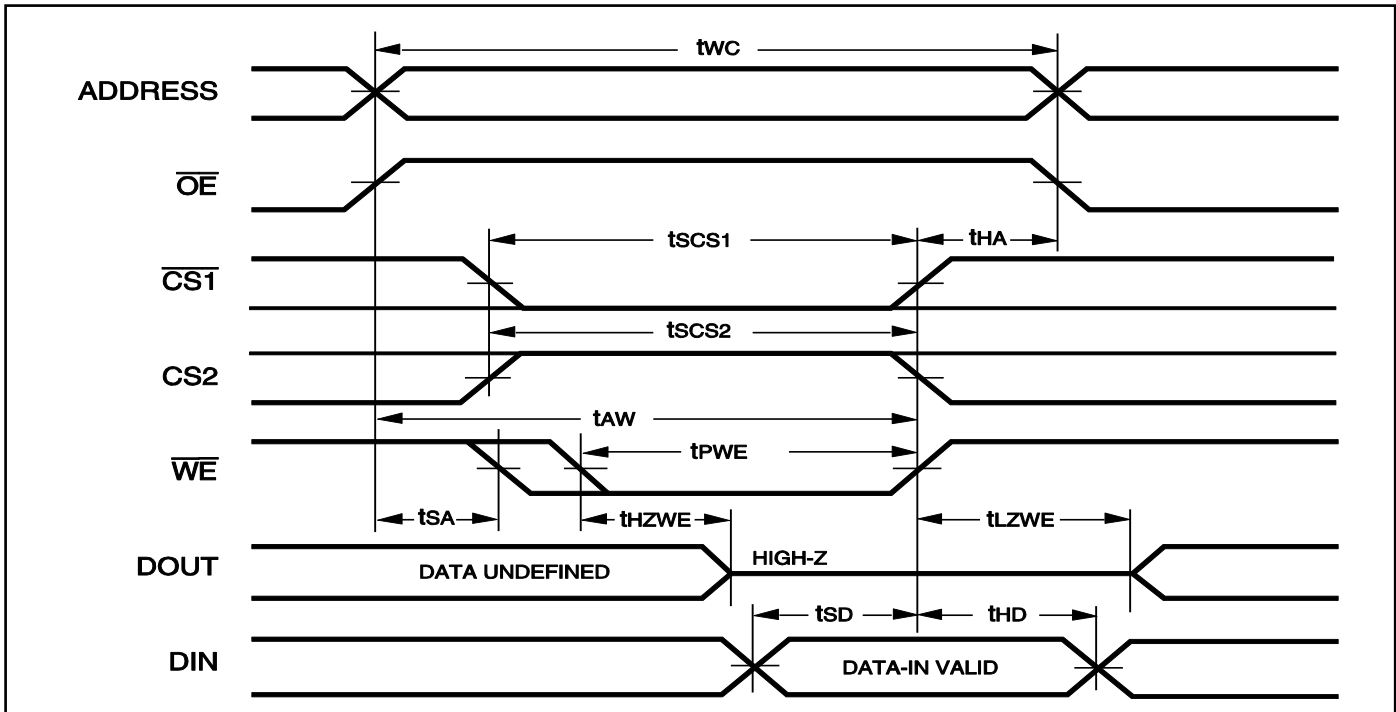 tWC
ADDRESS
OE
tSCS1
tHA
CS1
tSCS2
CS2
tAW
WE
tPWE
tSA
tHZWE
tLZWE
DOUT
DATA UNDEFINED
HIGH-Z
tSD
tHD
DIN
DATA-IN VALID